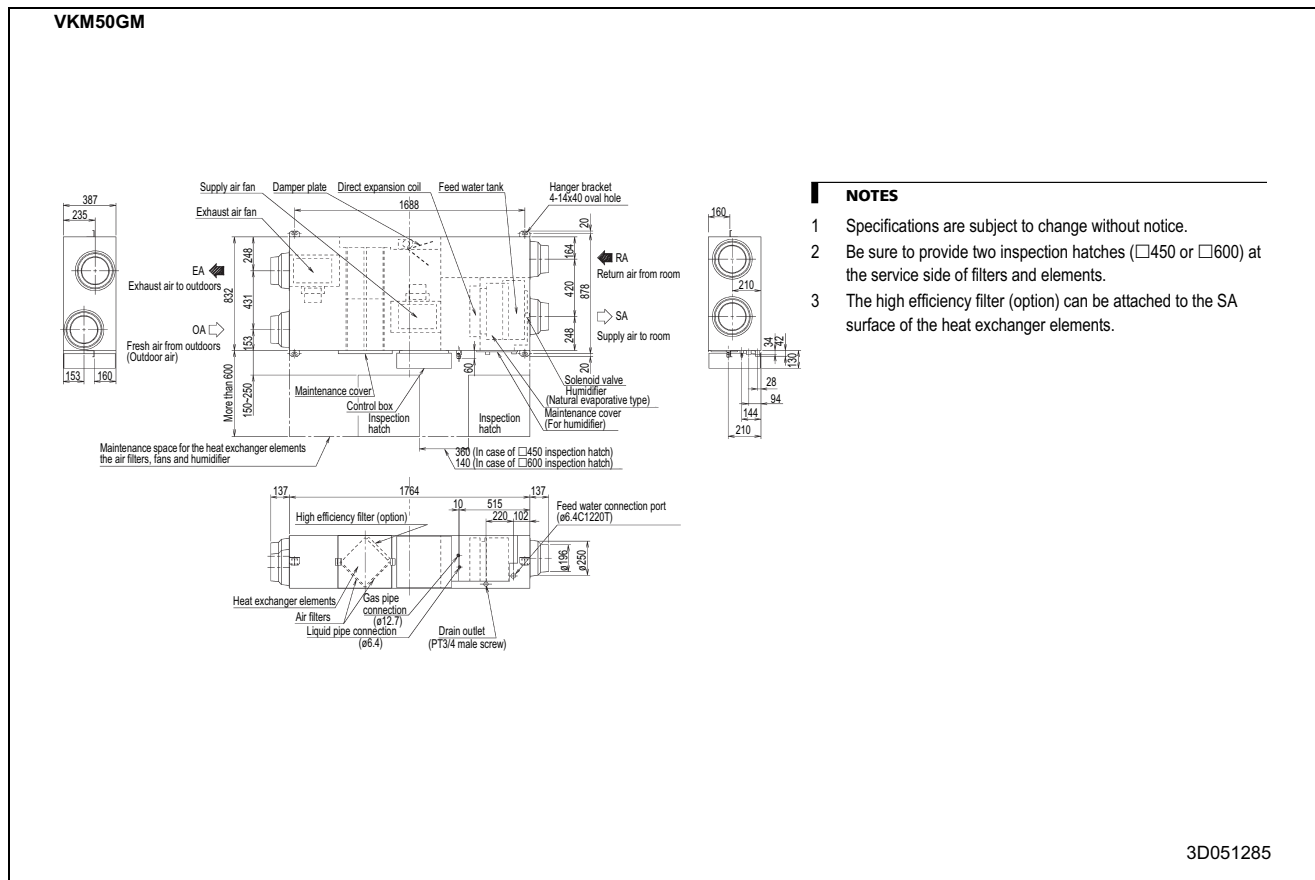 VKM50GM
387
235
Supply air fan
Exhaust air fan
Damper plate
Direct expansion coil
Feed water tank
Hanger bracket
4-14x40 oval hole
1688
20
164
420
878
248
20
EA
Exhaust air to outdoors
OA
Fresh air from outdoors
(Outdoor air)
248
832
431
153
RA
Return air from room
SA
Supply air to room
153
160
More than 600
150~250
60
Maintenance cover
Control box
Inspection
hatch
Inspection
hatch
Solenoid valve
Humidifier
(Natural evaporative type)
Maintenance cover
(For humidifier)
Maintenance space for the heat exchanger elements
the air filters, fans and humidifier
360 (In case of □450 inspection hatch)
140 (In case of □600 inspection hatch)
160
210
34
42
130
28
94
144
210
137
1764
137
10
515
220
102
High efficiency filter (option)
Feed water connection port
(ø6.4C1220T)
ø196
ø250
Heat exchanger elements
Air filters
Gas pipe
connection
(ø12.7)
Liquid pipe connection
(ø6.4)
Drain outlet
(PT3/4 male screw)
NOTES
1 Specifications are subject to change without notice.
2 Be sure to provide two inspection hatches (□450 or □600) at
the service side of filters and elements.
3 The high efficiency filter (option) can be attached to the SA
surface of the heat exchanger elements.
3D051285